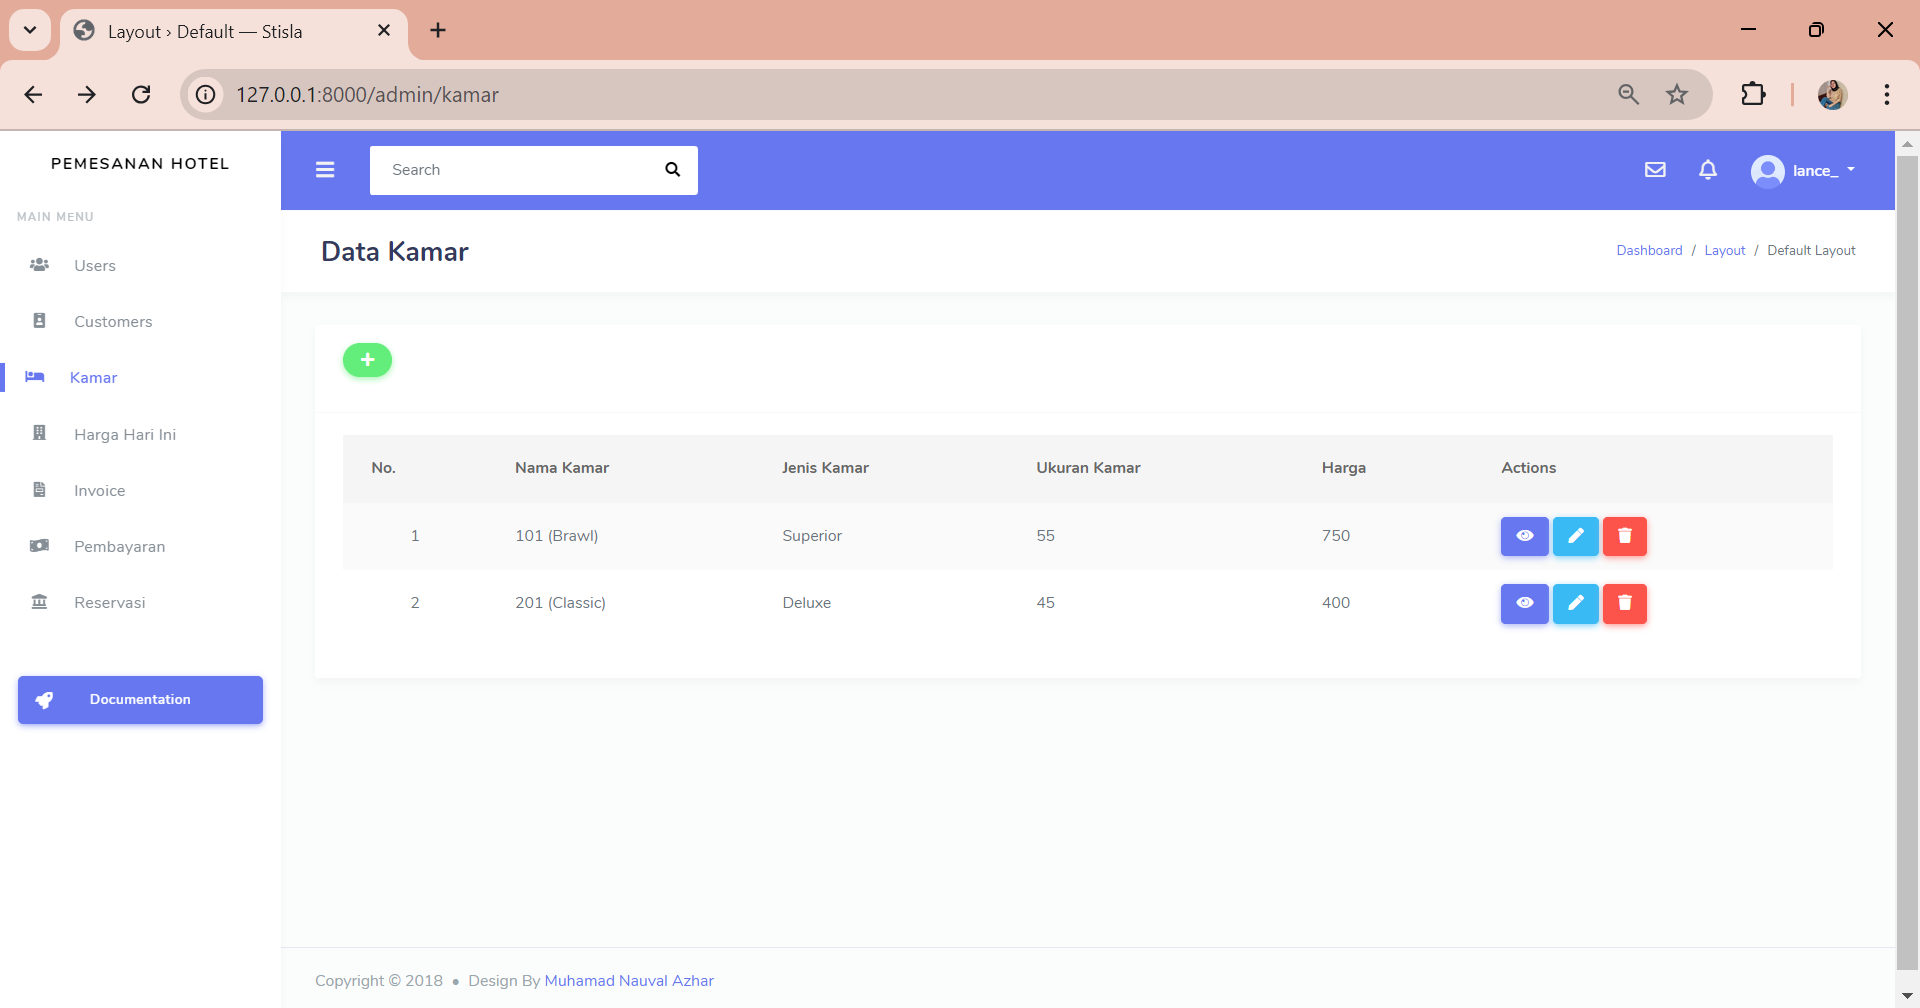 Layout › Default — Stisla
127.0.0.1:8000/admin/kamar
PEMESANAN HOTEL
Search
lance_
MAIN MENU
Users
Customers
Kamar
Harga Hari Ini
Invoice
Pembayaran
Reservasi
Documentation
Data Kamar
Dashboard / Layout / Default Layout
No. Nama Kamar Jenis Kamar Ukuran Kamar Harga Actions
1 101 (Brawl) Superior 55 750
2 201 (Classic) Deluxe 45 400
Copyright © 2018 • Design By Muhamad Nauval Azhar